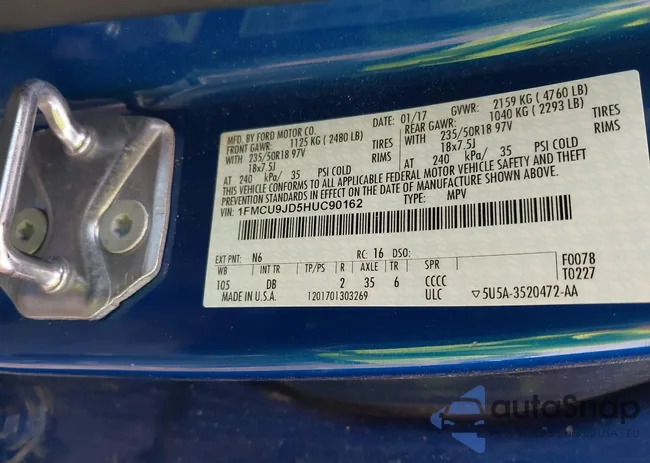 MFD. BY FORD MOTOR CO. DATE: 01/17 GVWR: 2159 KG ( 4760 LB)
FRONT GAWR: 1125 KG ( 2480 LB) REAR GAWR: 1040 KG ( 2293 LB)
WITH 235/50R18 97V TIRES WITH 235/50R18 97V TIRES
18x7.5J RIMS 18x7.5J RIMS
AT 240 kPa/ 35 PSI COLD AT 240 kPa/ 35 PSI COLD
THIS VEHICLE CONFORMS TO ALL APPLICABLE FEDERAL MOTOR VEHICLE SAFETY AND THEFT
PREVENTION STANDARDS IN EFFECT ON THE DATE OF MANUFACTURE SHOWN ABOVE.
1FMCU9JD5HUC90162 TYPE: MPV
EXT PNT: N6 RC: 16 DSO: F0078
WB INT TR TP/PS R AXLE TR SPR T0227
105 DB 2 35 6 CCCC
MADE IN U.S.A. 1201701303269 ULC ▽5U5A-3520472-AA
autoSnap